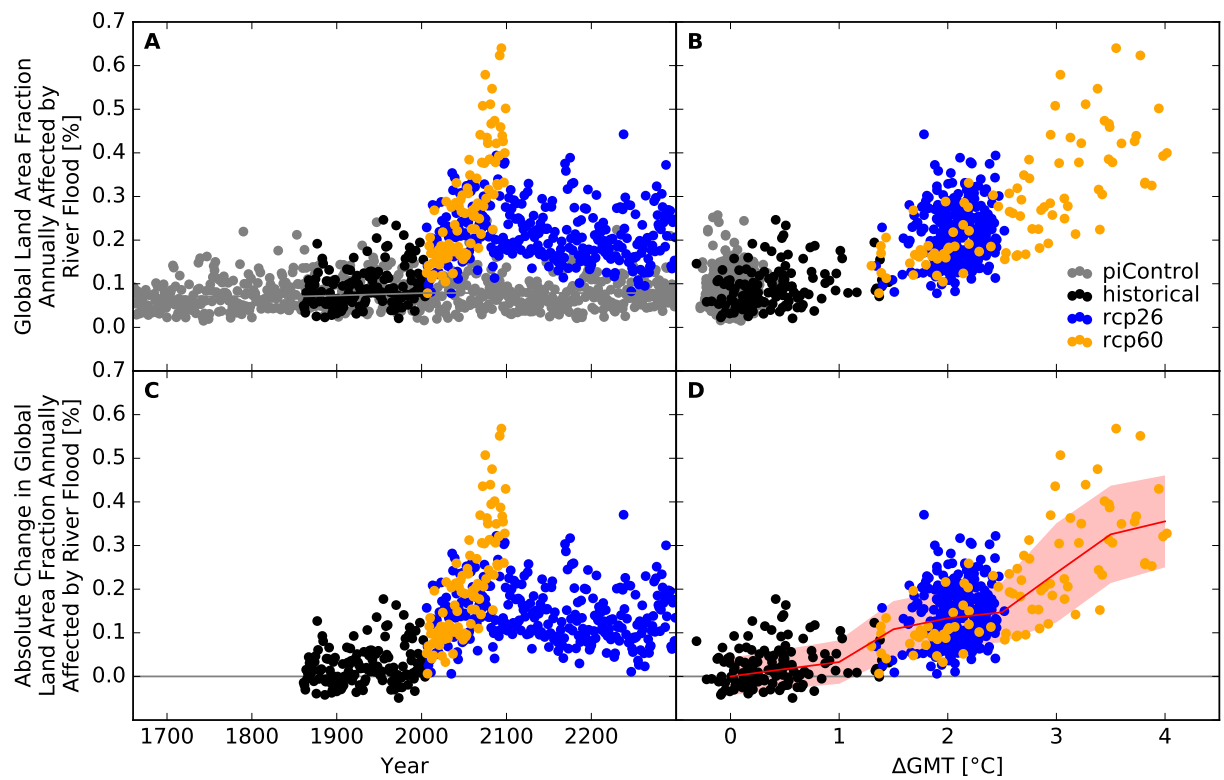 Global Land Area Fraction
Annually Affected by
River Flood [%]
0.7
0.6
0.5
0.4
0.3
0.2
0.1
0.0
A
B
piControl
historical
rcp26
rcp60
Absolute Change in Global
Land Area Fraction Annually
Affected by River Flood [%]
0.7
0.6
0.5
0.4
0.3
0.2
0.1
0.0
C
D
1700 1800 1900 2000 2100 2200
Year
0 1 2 3 4
ΔGMT [°C]